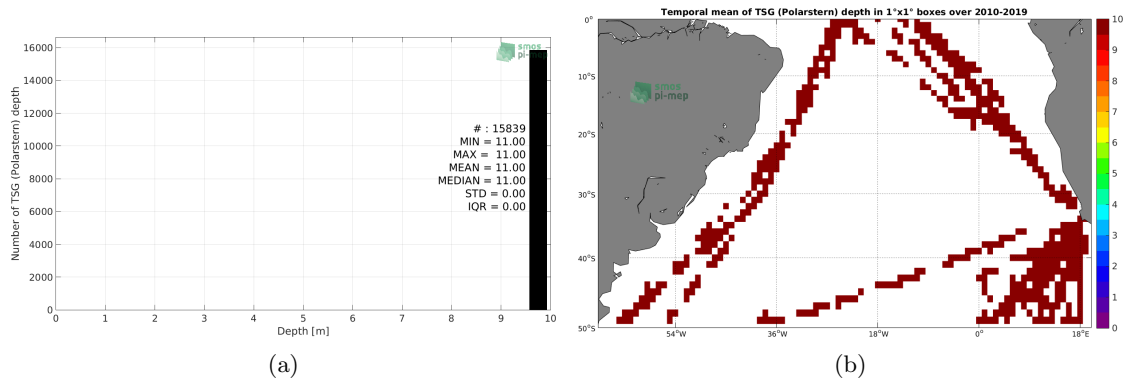 Number of TSG (Polarstern) depth
16000
14000
12000
10000
8000
6000
4000
2000
0
smos
pi-mep
# : 15839
MIN = 11.00
MAX = 11.00
MEAN = 11.00
MEDIAN = 11.00
STD = 0.00
IQR = 0.00
0 1 2 3 4 5 6 7 8 9 10
Depth [m]
(a)
Temporal mean of TSG (Polarstern) depth in 1°x1° boxes over 2010-2019
0°
10°S
20°S
30°S
40°S
50°S
smos
pi-mep
54°W 36°W 18°W 0° 18°E
10
9
8
7
6
5
4
3
2
1
0
(b)